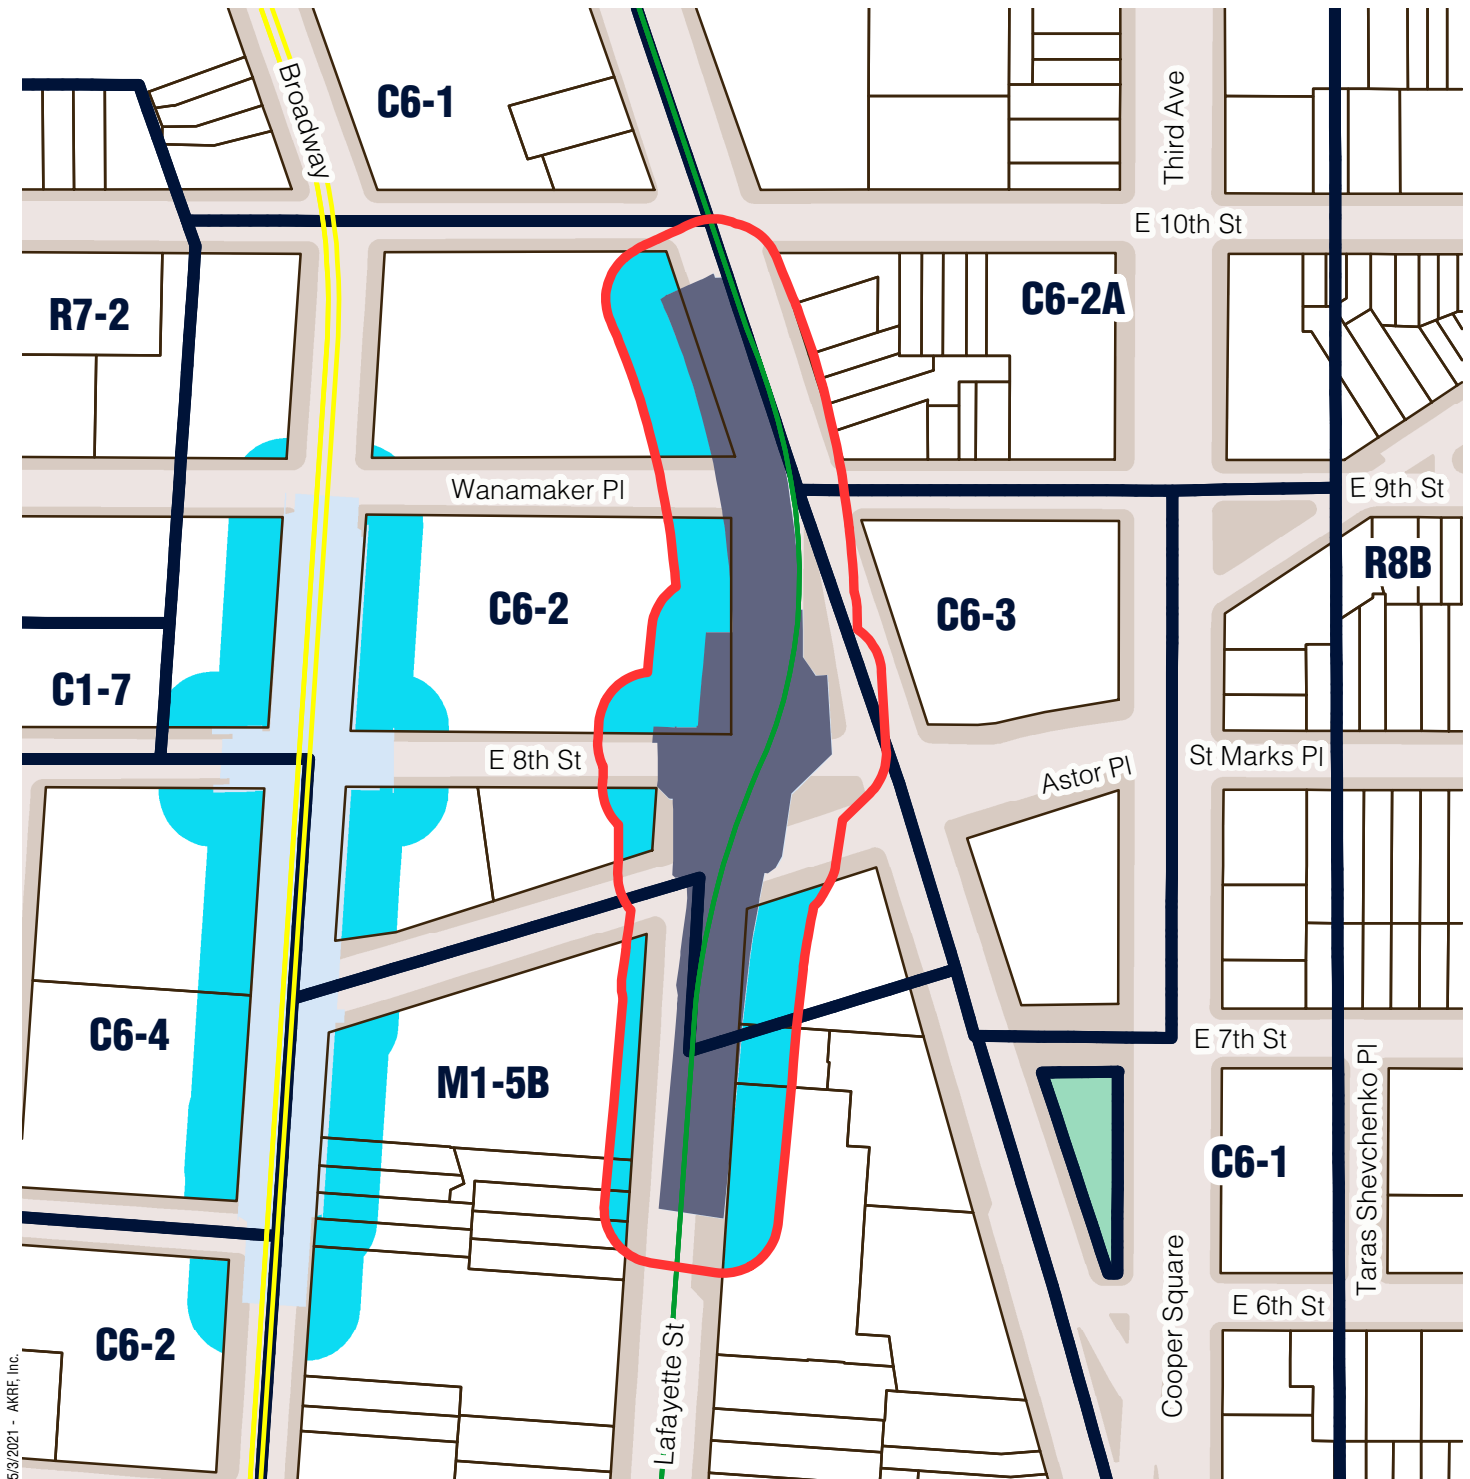 Broadway
C6-1
Third Ave
E 10th St
R7-2
C6-2A
Wanamaker Pl
E 9th St
R8B
C6-2
C6-3
C1-7
E 8th St
Astor Pl
St Marks Pl
C6-4
M1-5B
E 7th St
Taras Shevchenko Pl
C6-1
Cooper Square
E 6th St
C6-2
Lafayette St
5/3/2021 - AKRF, Inc.